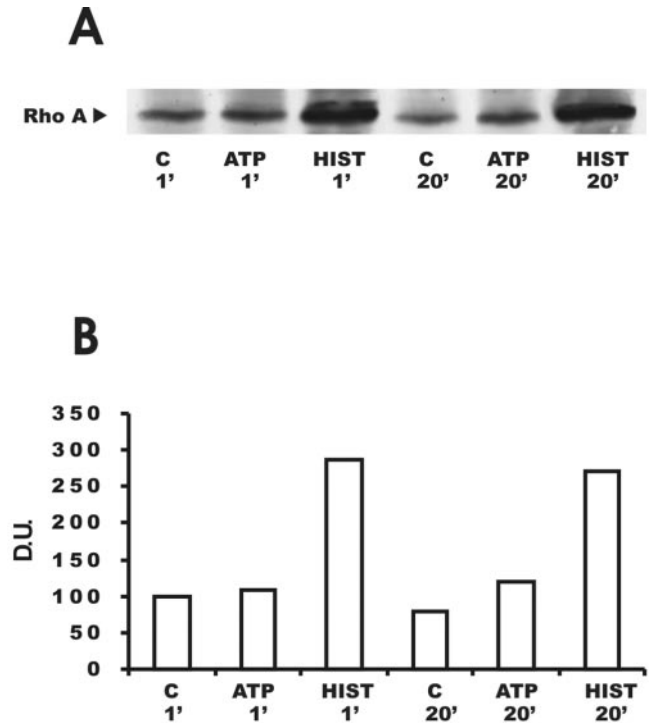 A
Rho A ►
C ATP HIST C ATP HIST
1’ 1’ 1’ 20’ 20’ 20’
B
350
300
250
200
150
100
50
0
D.U.
C ATP HIST C ATP HIST
1’ 1’ 1’ 20’ 20’ 20’